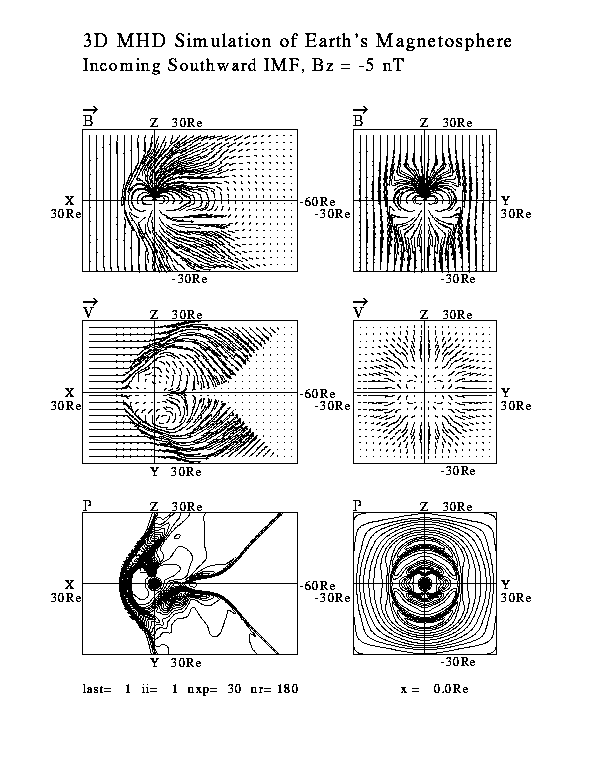 3D MHD Simulation of Earth's Magnetosphere
Incoming Southward IMF, Bz = -5 nT
B Z 30Re B Z 30Re
X -60Re Y
30Re -30Re 30Re
-30Re -30Re
V Z 30Re V Z 30Re
X -60Re Y
30Re -30Re 30Re
Y 30Re -30Re
P Z 30Re P Z 30Re
X -60Re Y
30Re -30Re 30Re
Y 30Re -30Re
last= 1 ii= 1 nxp= 30 nr= 180 x = 0.0Re